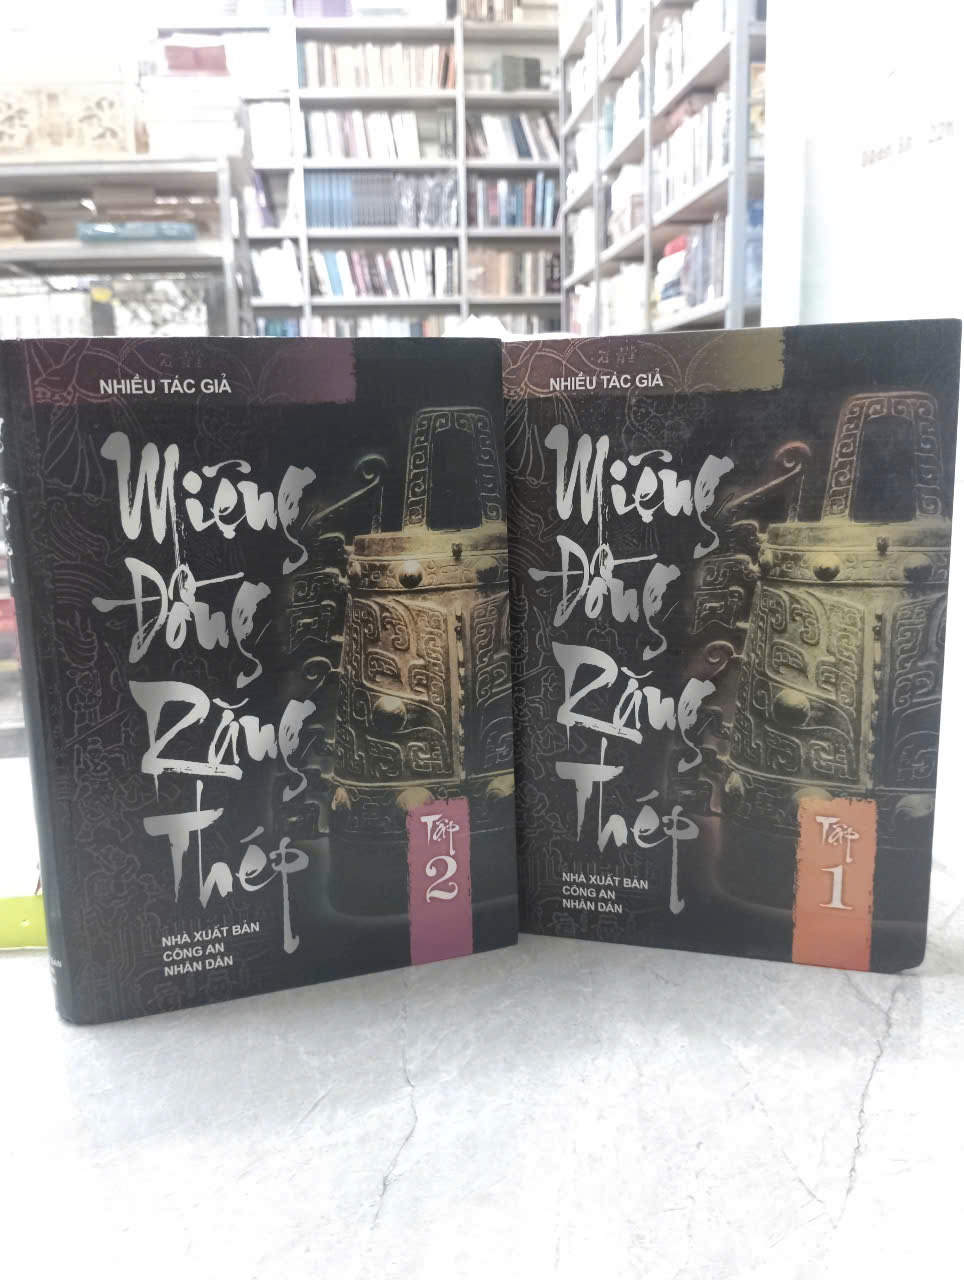 NHIỀU TÁC GIẢ
Miệng
Đồng
Răng
Thép
Tập
2
NHÀ XUẤT BẢN
CÔNG AN
NHÂN DÂN
NHIỀU TÁC GIẢ
Miệng
Đồng
Răng
Thép
Tập
1
NHÀ XUẤT BẢN
CÔNG AN
NHÂN DÂN